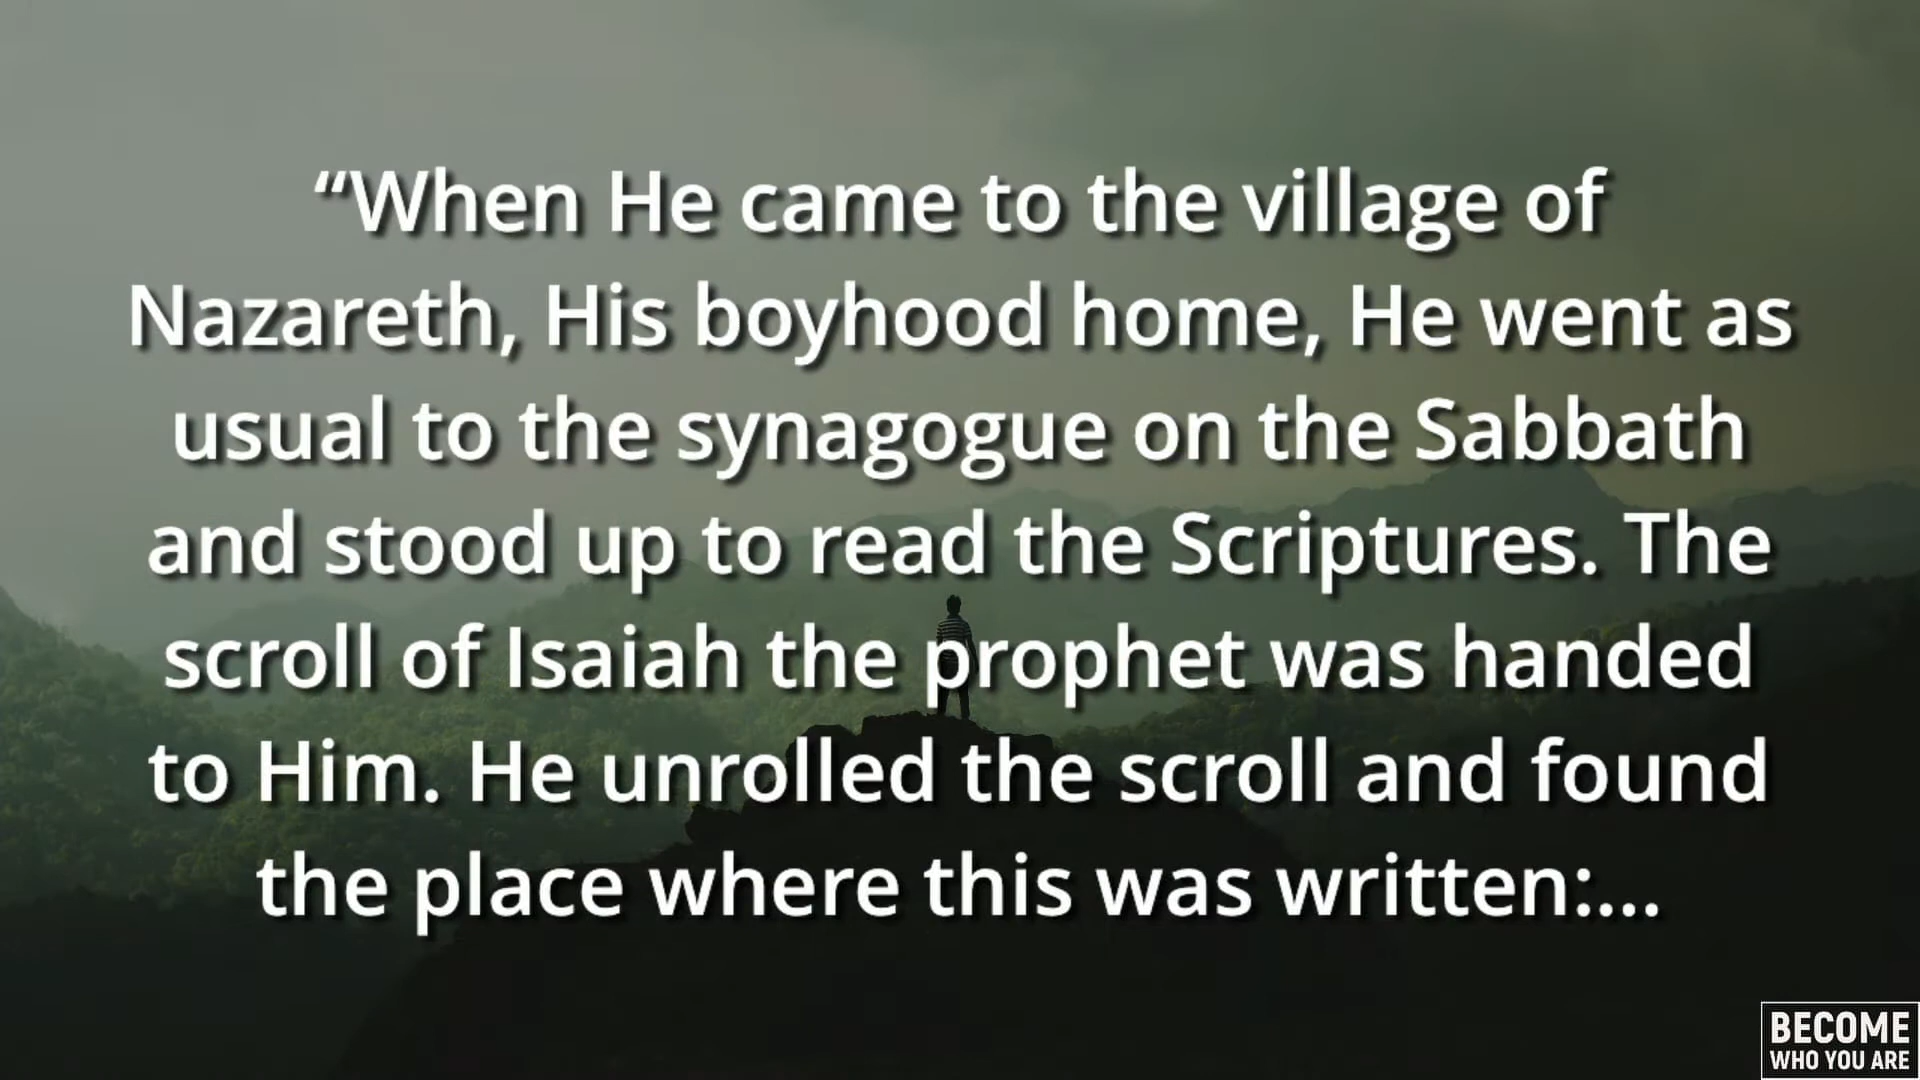 “When He came to the village of
Nazareth, His boyhood home, He went as
usual to the synagogue on the Sabbath
and stood up to read the Scriptures. The
scroll of Isaiah the prophet was handed
to Him. He unrolled the scroll and found
the place where this was written:...
BECOME
WHO YOU ARE